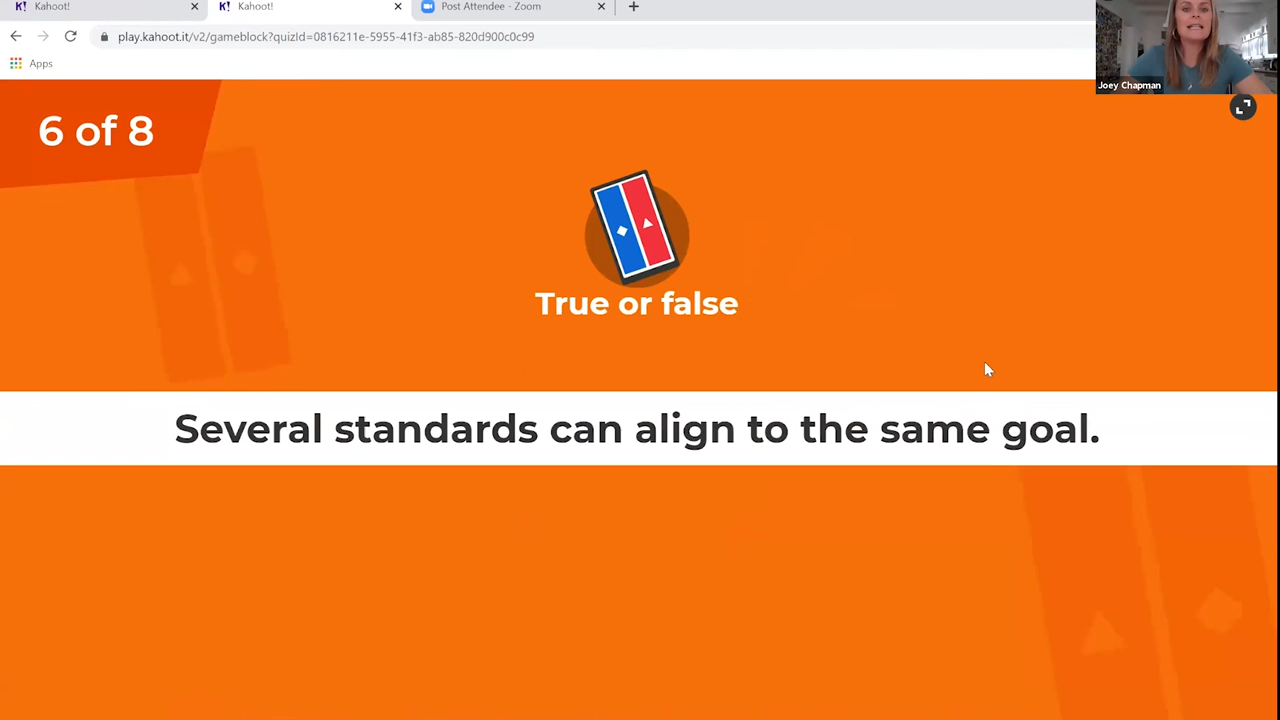 K! Kahoot!
K! Kahoot!
Post Attendee - Zoom
play.kahoot.it/v2/gameblock?quizId=0816211e-5955-41f3-ab85-820d900c0c99
Apps
Joey Chapman
6 of 8
True or false
Several standards can align to the same goal.